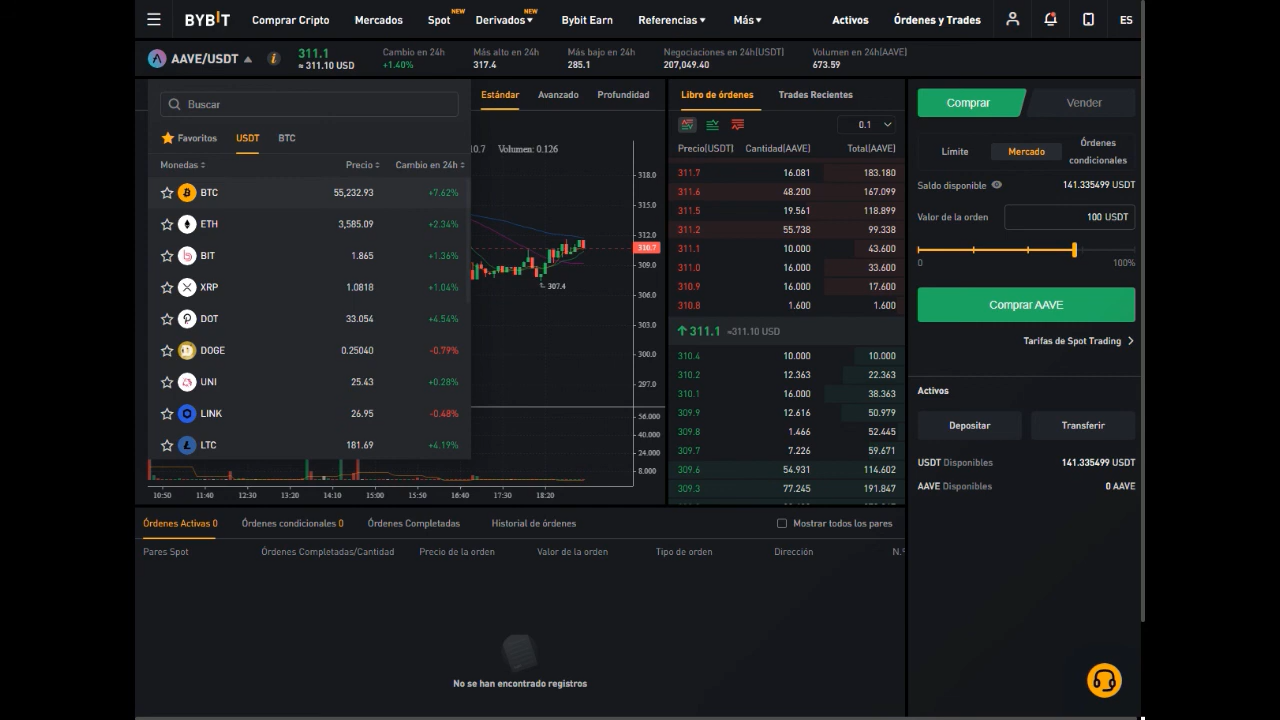 BYBIT
Comprar Cripto
Mercados
Spot
NEW
Derivados
NEW
Bybit Earn
Referencias
Más
Activos
Órdenes y Trades
ES
AAVE/USDT
311.1
≈ 311.10 USD
Cambio en 24h
+1.40%
Más alto en 24h
317.4
Más bajo en 24h
285.1
Negociaciones en 24h(USDT)
207,049.40
Volumen en 24h(AAVE)
673.59
Buscar
Favoritos USDT BTC
Monedas Precio Cambio en 24h
BTC 55,232.93 +7.62%
ETH 3,585.09 +2.34%
BIT 1.865 +1.36%
XRP 1.0818 +1.04%
DOT 33.054 +4.54%
DOGE 0.25040 -0.79%
UNI 25.43 +0.28%
LINK 26.95 -0.48%
LTC 181.69 +4.19%
Estándar Avanzado Profundidad
10.7 Volumen: 0.126
318.0
315.0
312.0
310.7
309.0
307.4
306.0
303.0
300.0
297.0
56.000
40.000
24.000
8.000
10:50 11:40 12:30 13:20 14:10 15:00 15:50 16:40 17:30 18:20
Libro de órdenes Trades Recientes
0.1
Precio(USDT) Cantidad(AAVE) Total(AAVE)
311.7 16.081 183.180
311.6 48.200 167.099
311.5 19.561 118.899
311.2 55.738 99.338
311.1 10.000 43.600
311.0 16.000 33.600
310.9 16.000 17.600
310.8 1.600 1.600
311.1 ≈311.10 USD
310.4 10.000 10.000
310.2 12.363 22.363
310.1 16.000 38.363
309.9 12.616 50.979
309.8 1.466 52.445
309.7 7.226 59.671
309.6 54.931 114.602
309.3 77.245 191.847
Comprar Vender
Límite Mercado Órdenes condicionales
Saldo disponible 141.335499 USDT
Valor de la orden 100 USDT
0 100%
Comprar AAVE
Tarifas de Spot Trading
Activos
Depositar Transferir
USDT Disponibles 141.335499 USDT
AAVE Disponibles 0 AAVE
Órdenes Activas 0 Órdenes condicionales 0 Órdenes Completadas Historial de órdenes Mostrar todos los pares
Pares Spot Órdenes Completadas/Cantidad Precio de la orden Valor de la orden Tipo de orden Dirección N.º
No se han encontrado registros